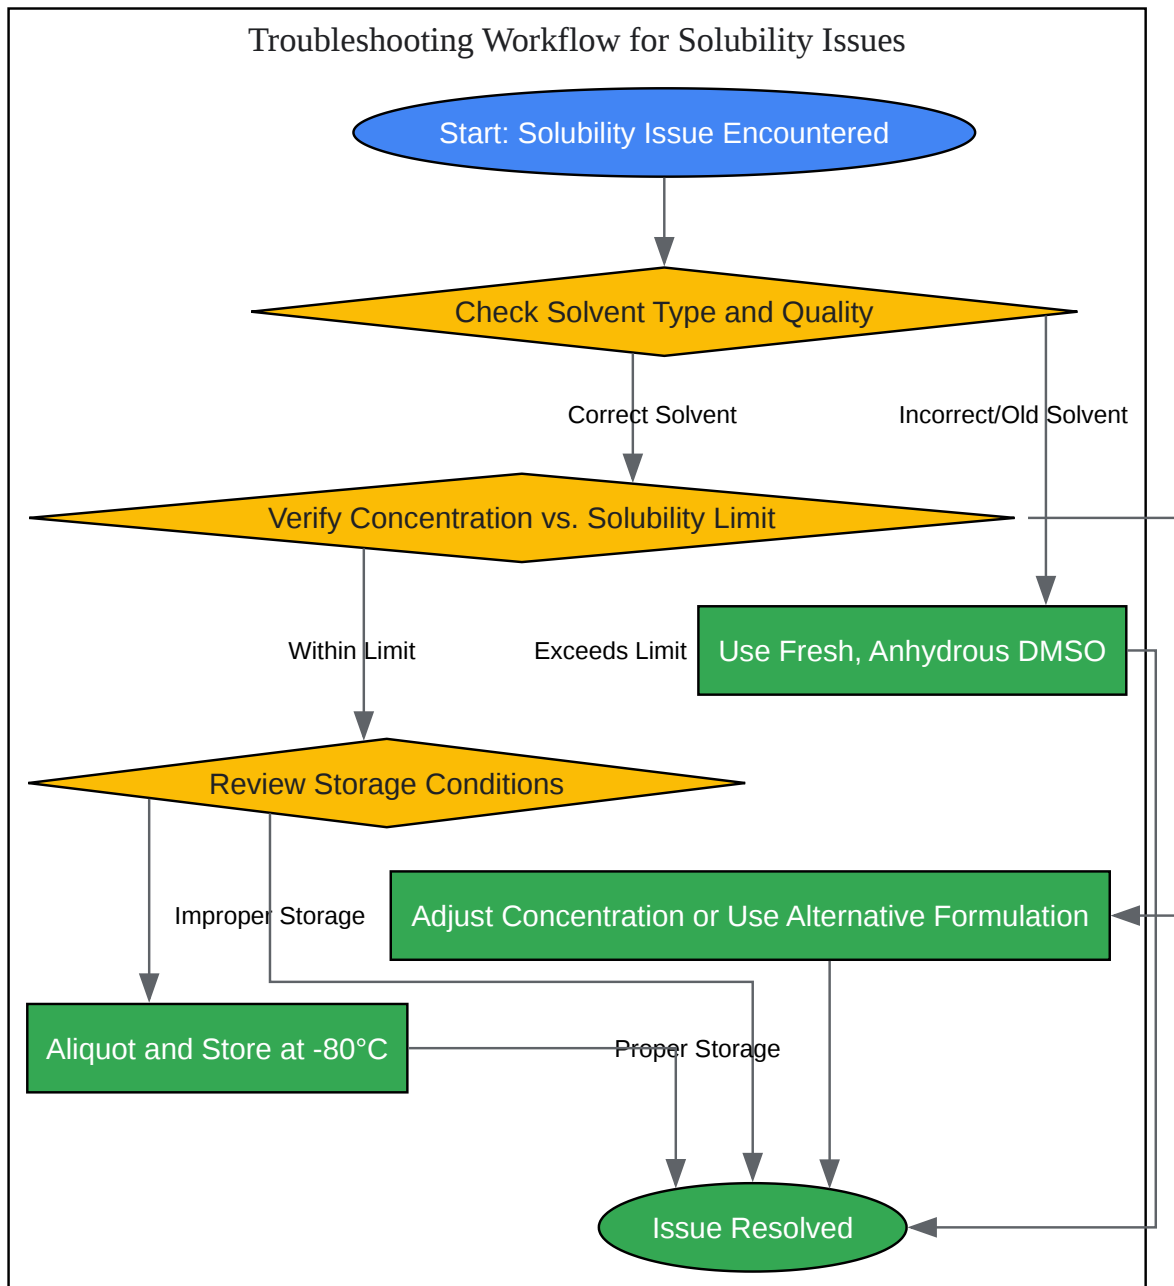 Troubleshooting Workflow for Solubility Issues
Start: Solubility Issue Encountered
Check Solvent Type and Quality
Correct Solvent
Incorrect/Old Solvent
Verify Concentration vs. Solubility Limit
Within Limit
Exceeds Limit
Use Fresh, Anhydrous DMSO
Review Storage Conditions
Improper Storage
Adjust Concentration or Use Alternative Formulation
Aliquot and Store at -80°C
Proper Storage
Issue Resolved